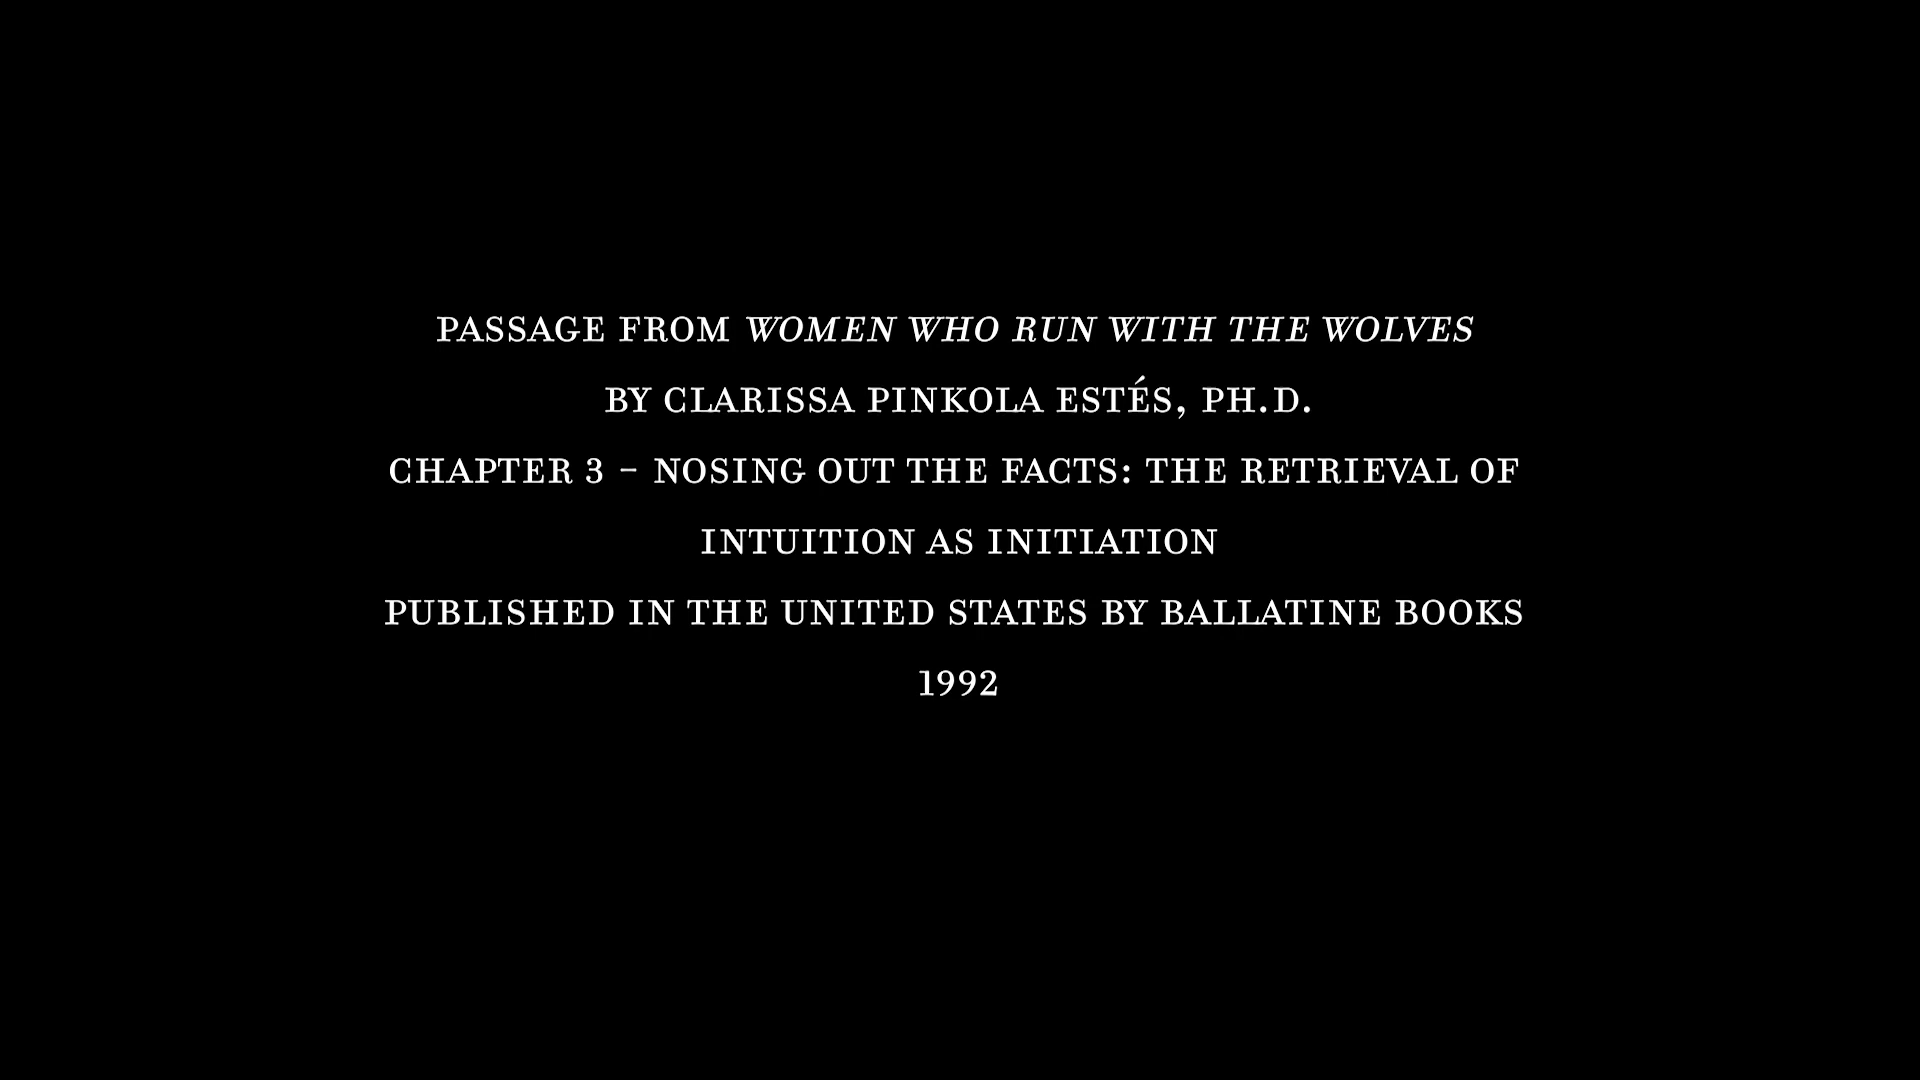 PASSAGE FROM WOMEN WHO RUN WITH THE WOLVES
BY CLARISSA PINKOLA ESTÉS, PH.D.
CHAPTER 3 – NOSING OUT THE FACTS: THE RETRIEVAL OF
INTUITION AS INITIATION
PUBLISHED IN THE UNITED STATES BY BALLATINE BOOKS
1992